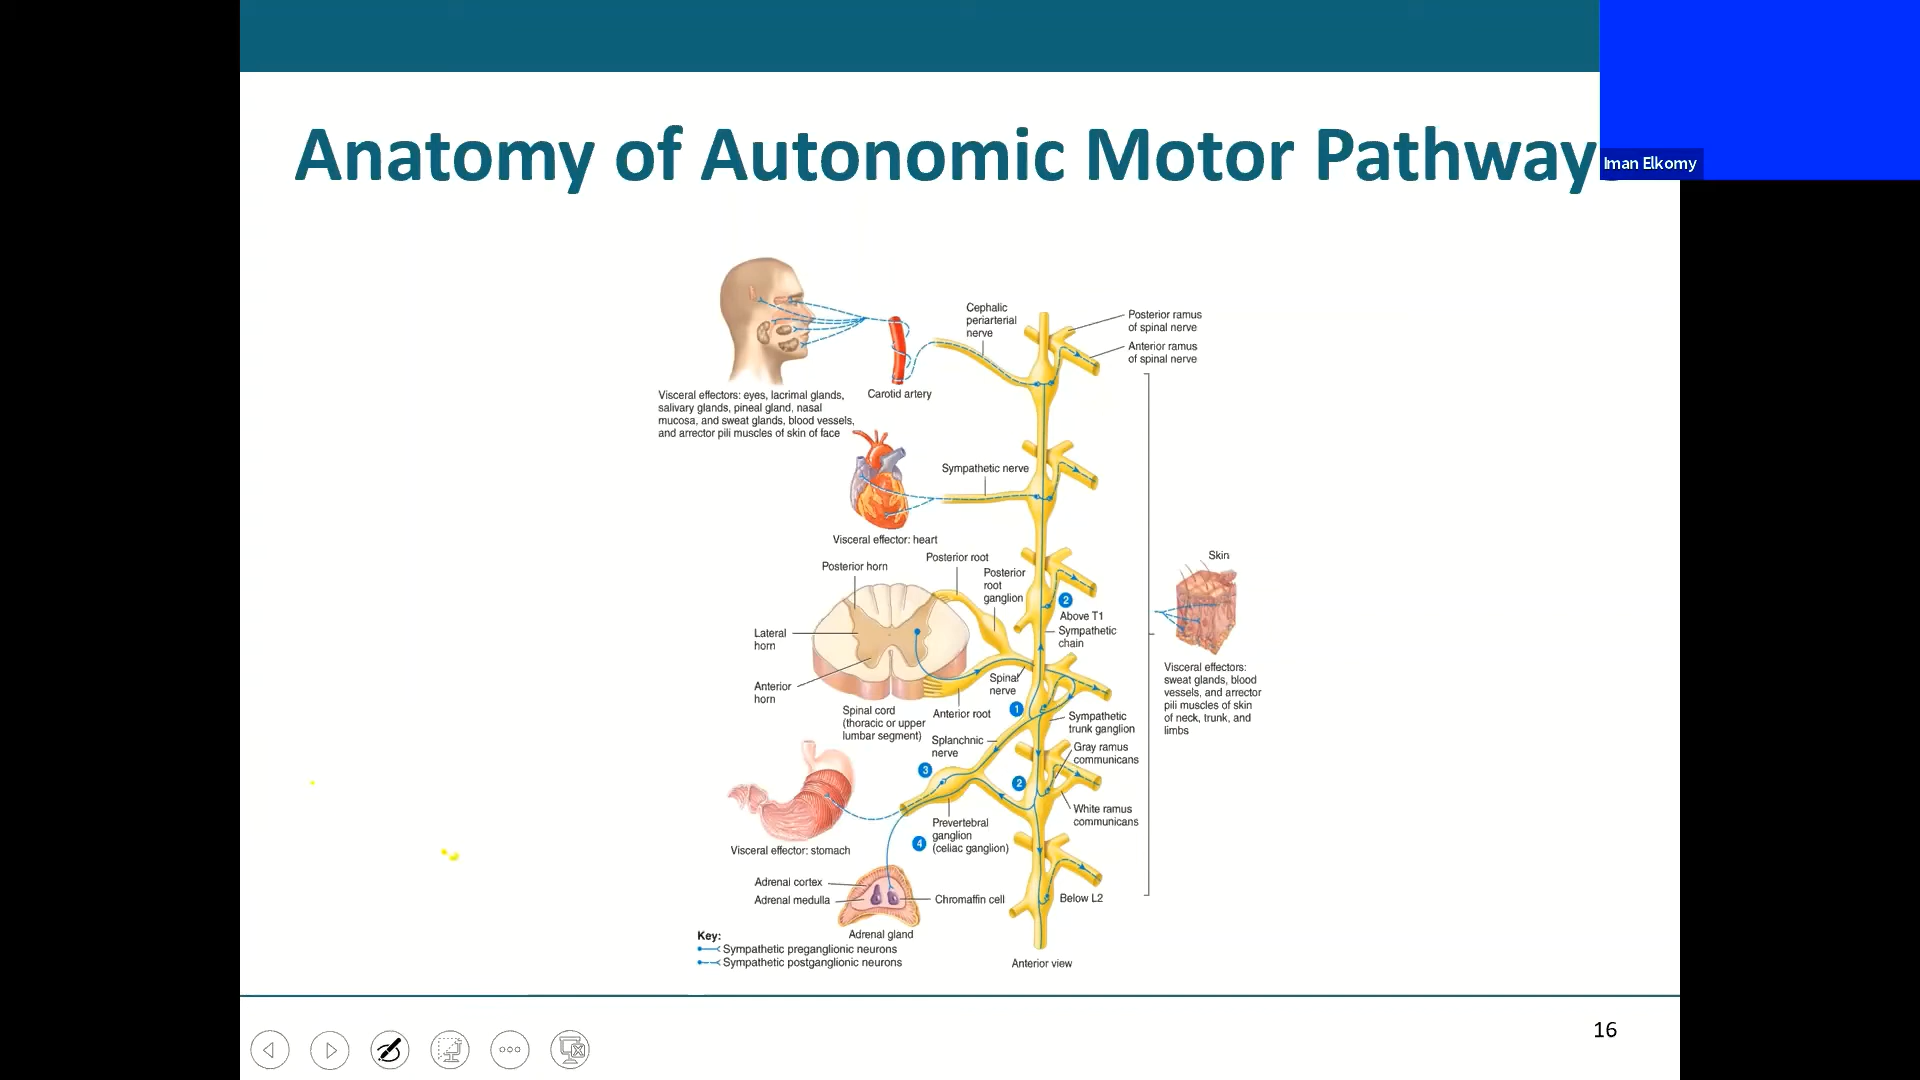 Anatomy of Autonomic Motor Pathway
Iman Elkomy
Cephalic
periarterial
nerve
Posterior ramus
of spinal nerve
Anterior ramus
of spinal nerve
Visceral effectors: eyes, lacrimal glands,
salivary glands, pineal gland, nasal
mucosa, and sweat glands, blood vessels,
and arrector pili muscles of skin of face
Carotid artery
Sympathetic nerve
Visceral effector: heart
Posterior root
Posterior horn
Posterior
root
ganglion
Skin
2
Above T1
Sympathetic
chain
Lateral
horn
Anterior
horn
Spinal
nerve
Visceral effectors:
sweat glands, blood
vessels, and arrector
pili muscles of skin
of neck, trunk, and
limbs
Spinal cord
(thoracic or upper
lumbar segment)
Anterior root
1
Sympathetic
trunk ganglion
Splanchnic
nerve
Gray ramus
communicans
3
2
White ramus
communicans
Prevertebral
ganglion
(celiac ganglion)
4
Visceral effector: stomach
Adrenal cortex
Adrenal medulla
Chromaffin cell
Below L2
Adrenal gland
Key:
Sympathetic preganglionic neurons
Sympathetic postganglionic neurons
Anterior view
16